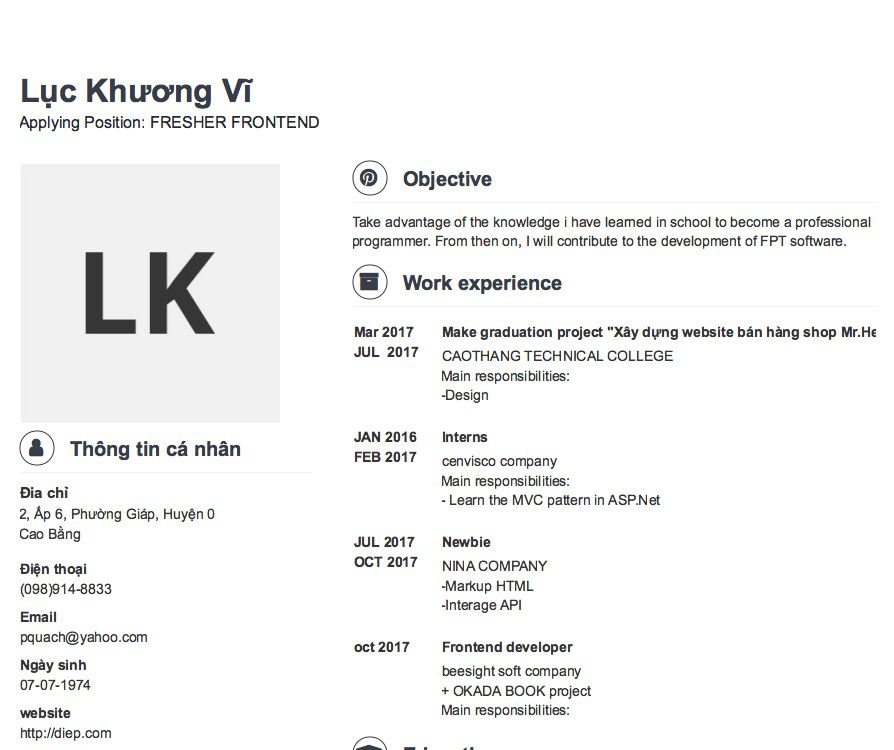 Lục Khương Vĩ
Applying Position: FRESHER FRONTEND
LK
Thông tin cá nhân
Đia chỉ
2, Ấp 6, Phường Giáp, Huyện 0
Cao Bằng
Điện thoại
(098)914-8833
Email
pquach@yahoo.com
Ngày sinh
07-07-1974
website
http://diep.com
Objective
Take advantage of the knowledge i have learned in school to become a professional
programmer. From then on, I will contribute to the development of FPT software.
Work experience
Mar 2017 Make graduation project "Xây dựng website bán hàng shop Mr.He
JUL 2017 CAOTHANG TECHNICAL COLLEGE
Main responsibilities:
-Design
JAN 2016 Interns
FEB 2017 cenvisco company
Main responsibilities:
- Learn the MVC pattern in ASP.Net
JUL 2017 Newbie
OCT 2017 NINA COMPANY
-Markup HTML
-Interage API
oct 2017 Frontend developer
beesight soft company
+ OKADA BOOK project
Main responsibilities: